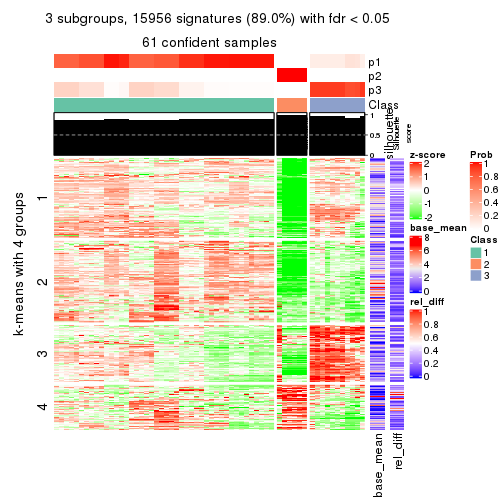 3 subgroups, 15956 signatures (89.0%) with fdr < 0.05
61 confident samples
p1
p2
p3
Class
1
0.5
0
silhouette
Silhouette
score
k-means with 4 groups
1
2
3
4
base_mean
rel_diff
z-score
2
1
0
-1
-2
base_mean
8
6
4
2
0
rel_diff
1
0.8
0.6
0.4
0.2
0
Prob
1
0.8
0.6
0.4
0.2
0
Class
1
2
3